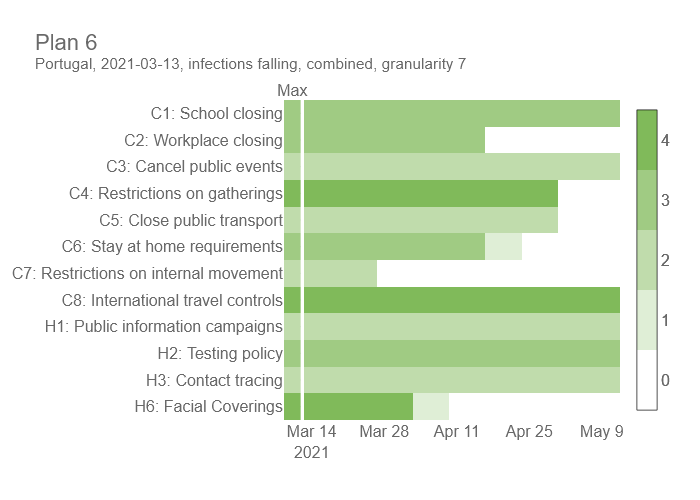 Plan 6
Portugal, 2021-03-13, infections falling, combined, granularity 7
Max
C1: School closing
C2: Workplace closing
C3: Cancel public events
C4: Restrictions on gatherings
C5: Close public transport
C6: Stay at home requirements
C7: Restrictions on internal movement
C8: International travel controls
H1: Public information campaigns
H2: Testing policy
H3: Contact tracing
H6: Facial Coverings
Mar 14 Mar 28 Apr 11 Apr 25 May 9
2021
4
3
2
1
0